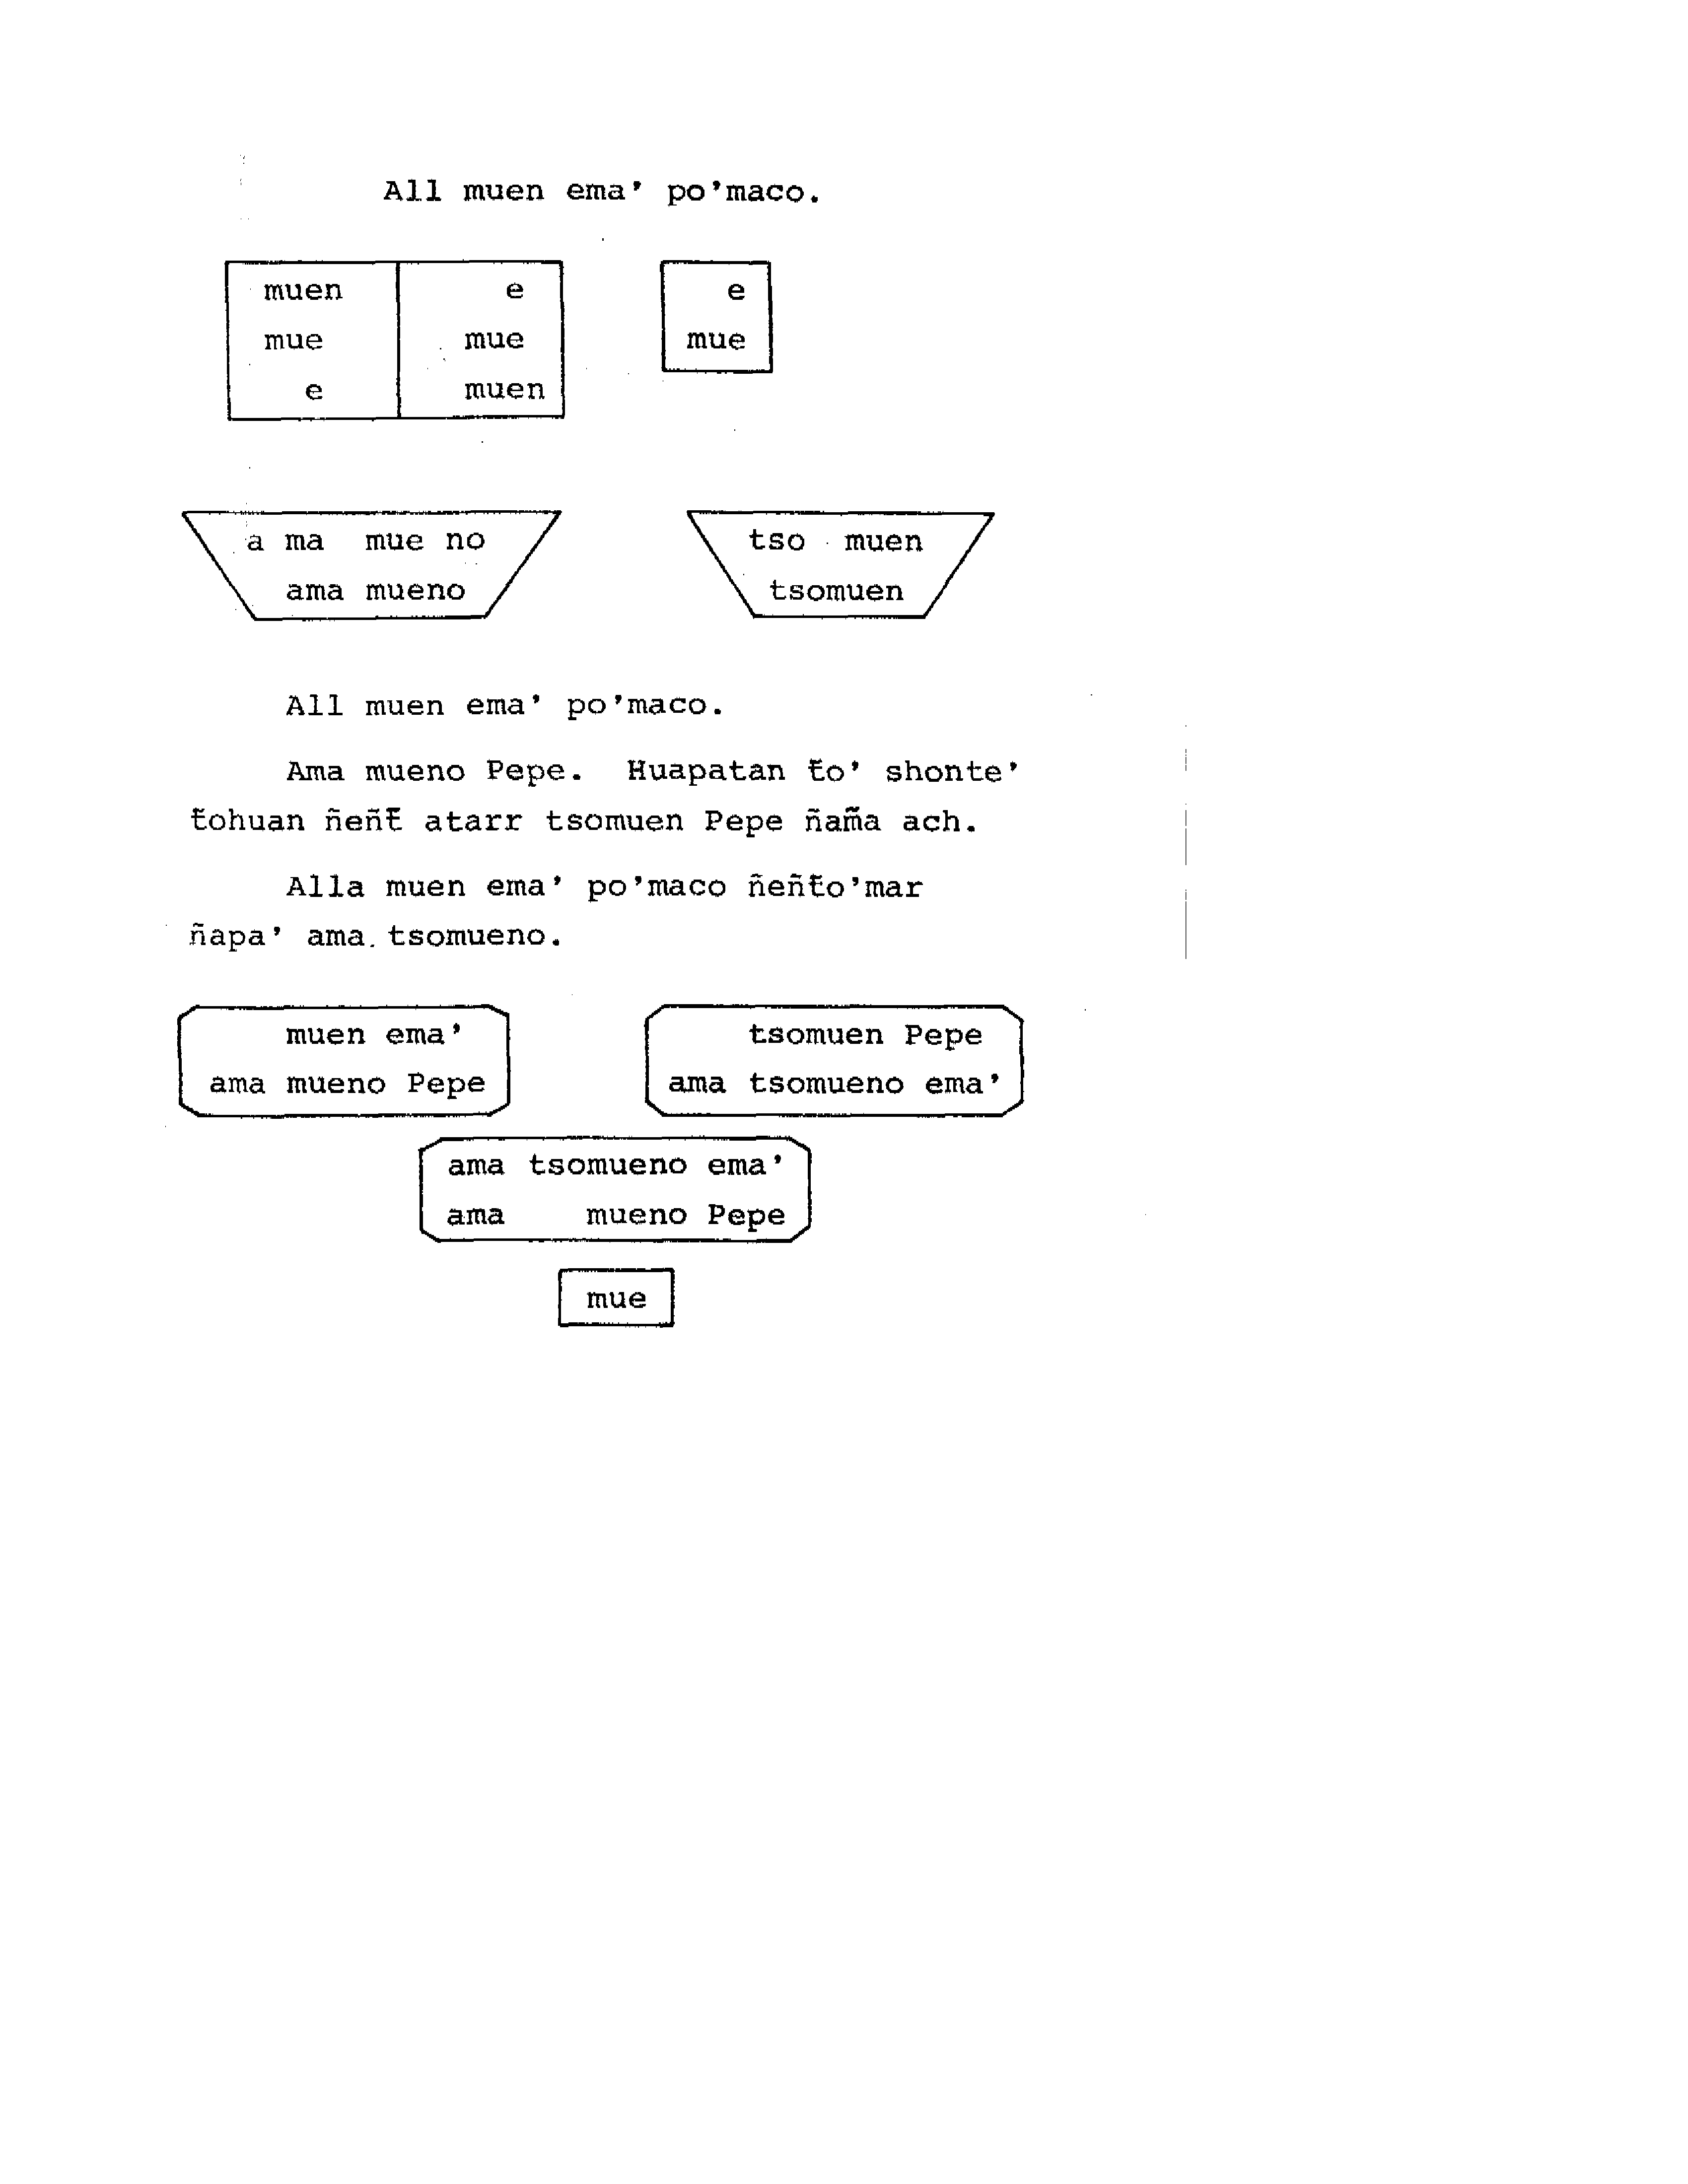 All muen ema' po'maco.
muen e e
mue mue mue
e muen
a ma mue no tso muen
ama mueno tsomuen
All muen ema' po'maco.
Ama mueno Pepe. Huapatan t̃o' shonte'
t̃ohuan ñeñt̃ atarr tsomuen Pepe ñam̃a ach.
Alla muen ema' po'maco ñeñt̃o'mar
ñapa' ama tsomueno.
muen ema' tsomuen Pepe
ama mueno Pepe ama tsomueno ema'
ama tsomueno ema'
ama mueno Pepe
mue